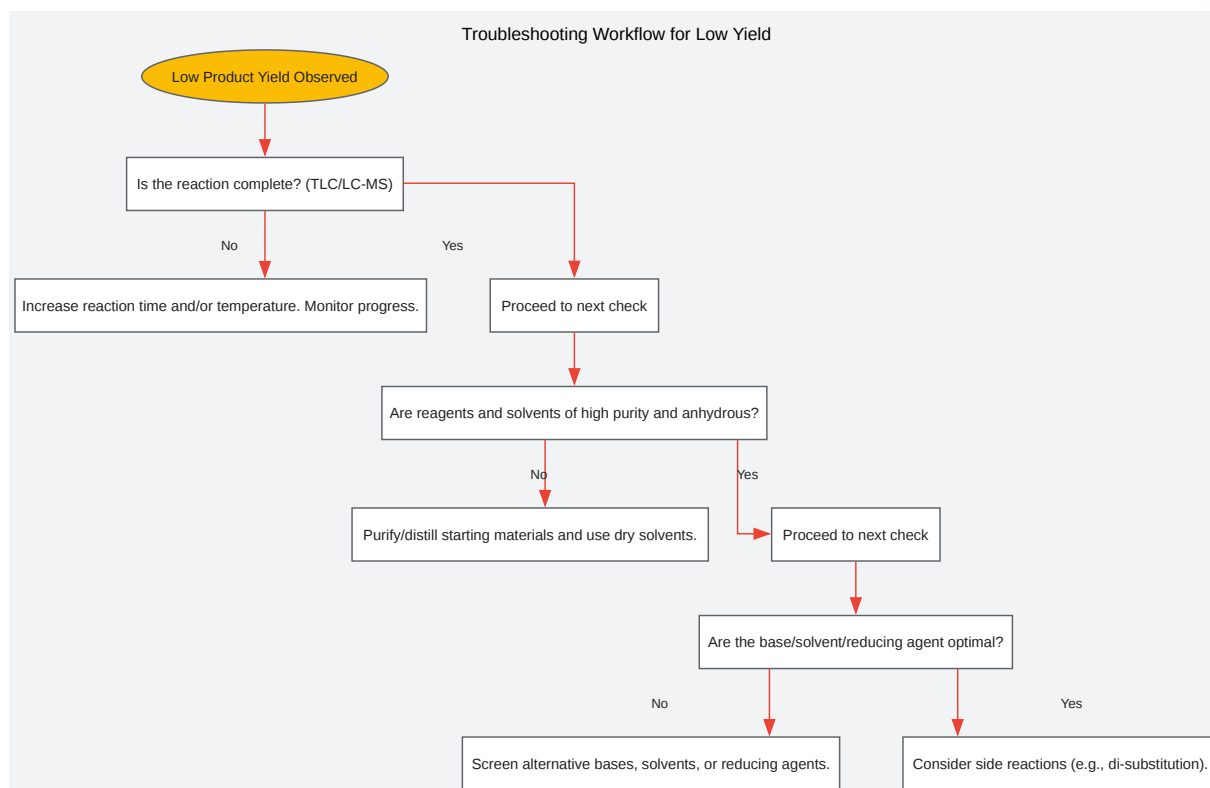 Troubleshooting Workflow for Low Yield
Low Product Yield Observed
Is the reaction complete? (TLC/LC-MS)
No
Yes
Increase reaction time and/or temperature. Monitor progress.
Proceed to next check
Are reagents and solvents of high purity and anhydrous?
No
Yes
Purify/distill starting materials and use dry solvents.
Proceed to next check
Are the base/solvent/reducing agent optimal?
No
Yes
Screen alternative bases, solvents, or reducing agents.
Consider side reactions (e.g., di-substitution).